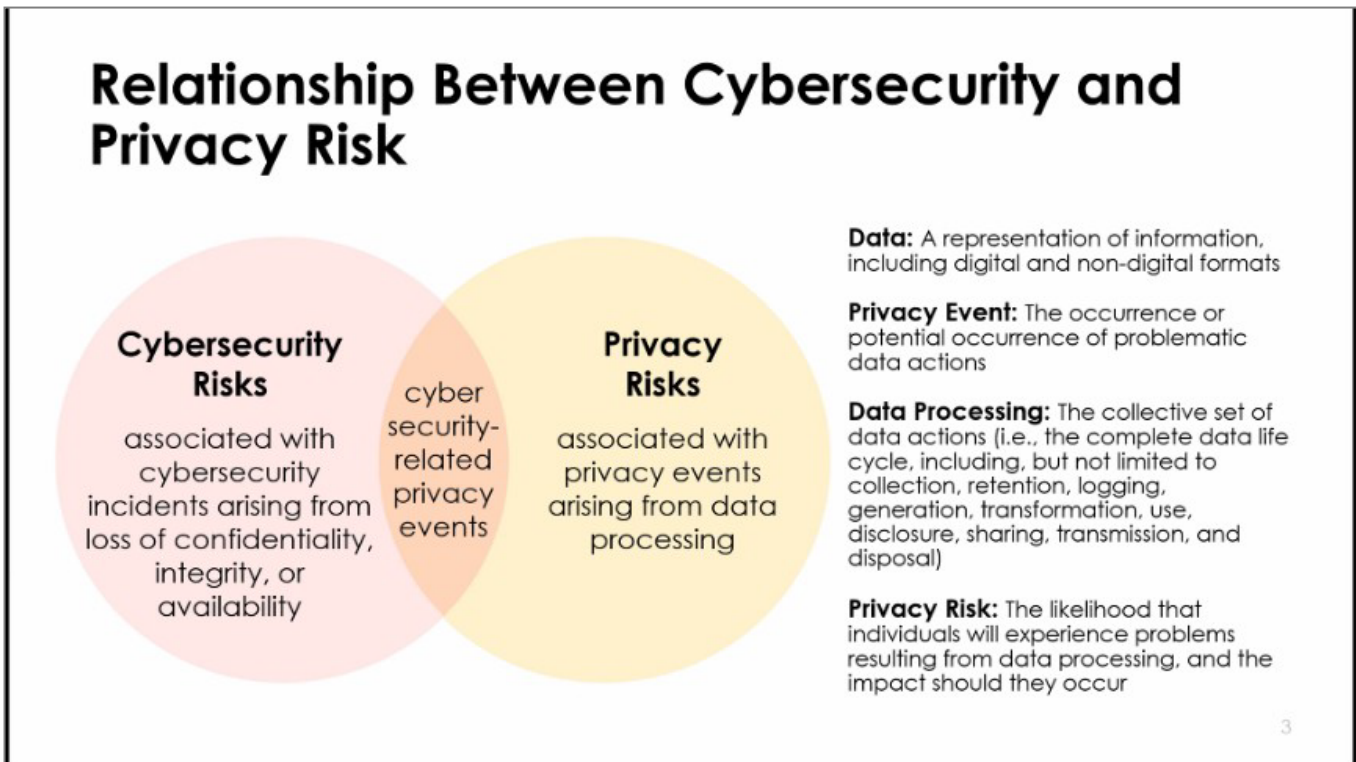 Relationship Between Cybersecurity and
Privacy Risk
Cybersecurity
Risks
associated with
cybersecurity
incidents arising from
loss of confidentiality,
integrity, or
availability
cyber
security-
related
privacy
events
Privacy
Risks
associated with
privacy events
arising from data
processing
Data: A representation of information,
including digital and non-digital formats
Privacy Event: The occurrence or
potential occurrence of problematic
data actions
Data Processing: The collective set of
data actions (i.e., the complete data life
cycle, including, but not limited to
collection, retention, logging,
generation, transformation, use,
disclosure, sharing, transmission, and
disposal)
Privacy Risk: The likelihood that
individuals will experience problems
resulting from data processing, and the
impact should they occur
3